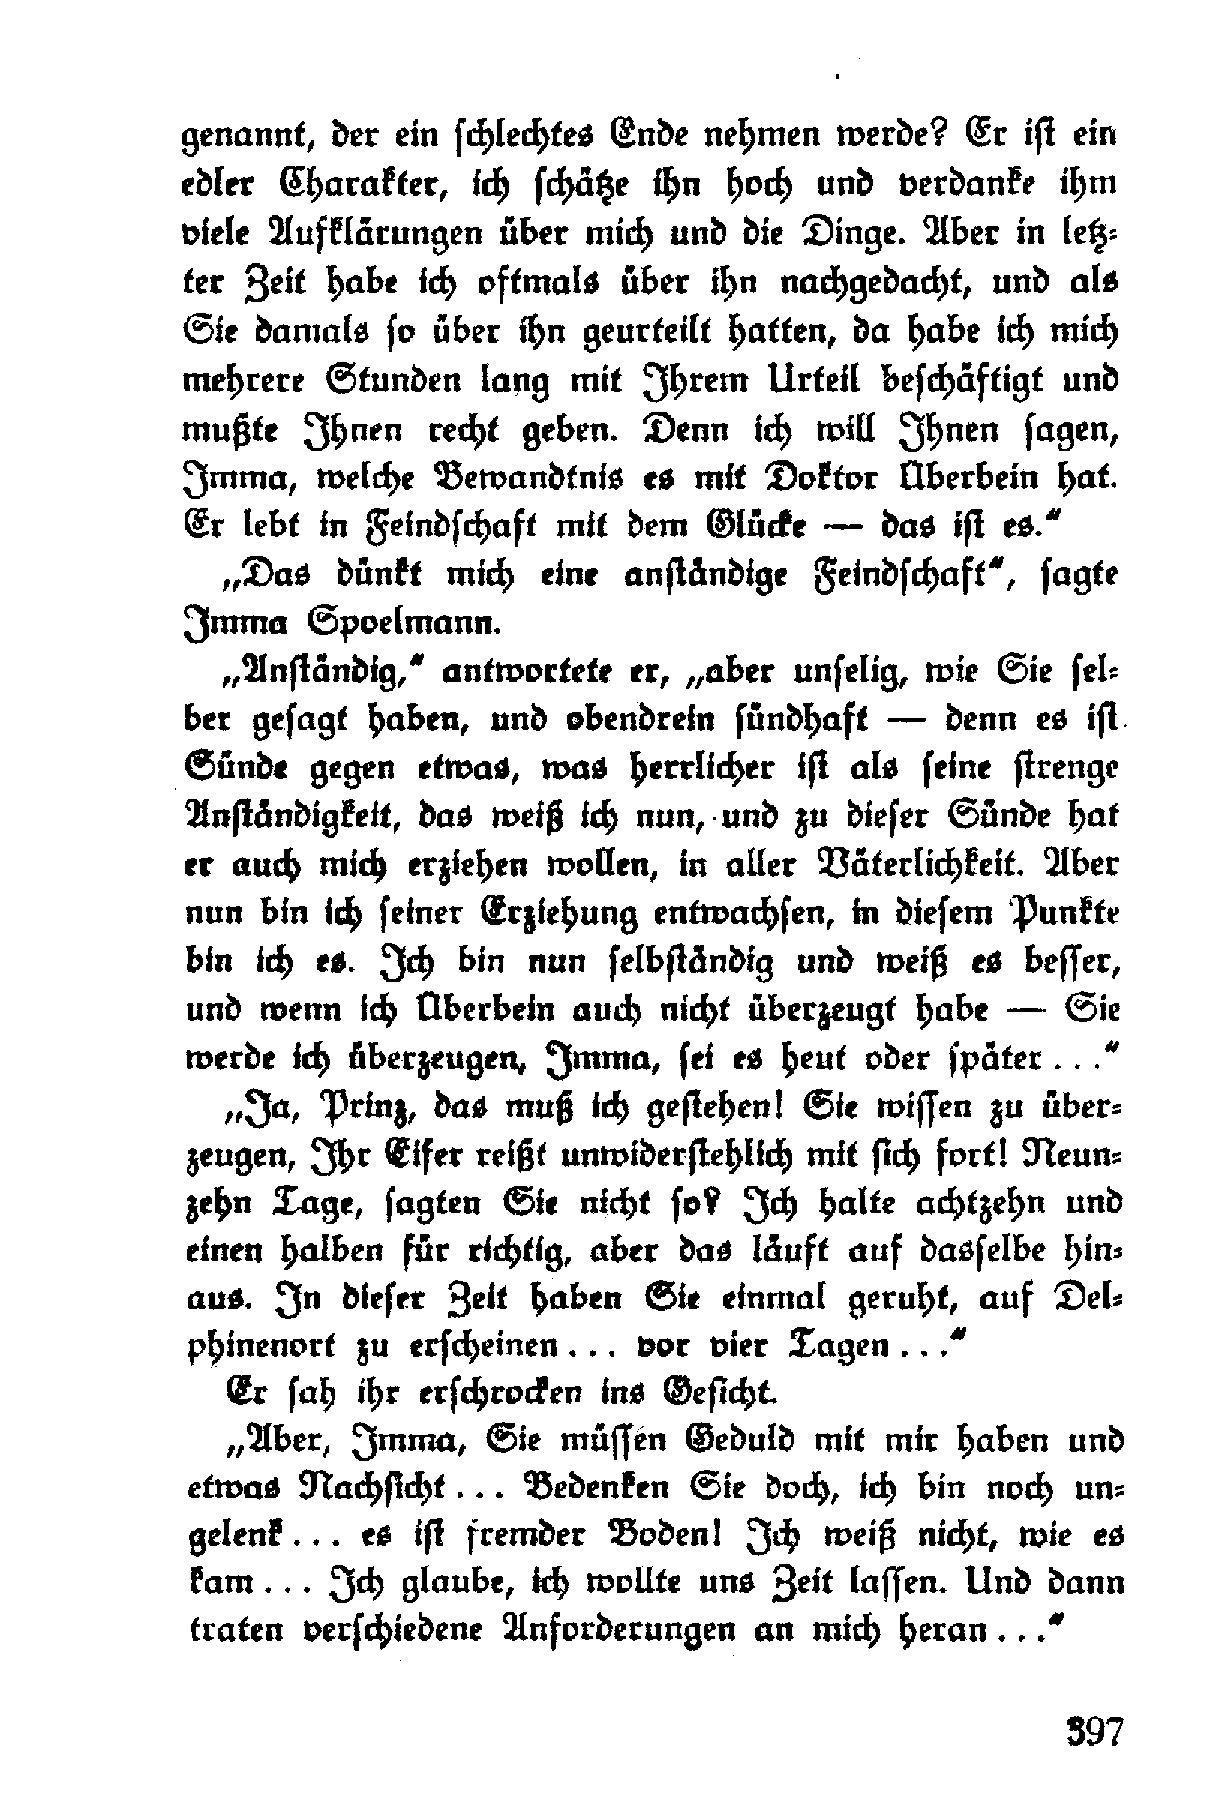 genannt, der ein schlechtes Ende nehmen werde? Er ist ein
edler Charakter, ich schätze ihn hoch und verdanke ihm
viele Aufklärungen über mich und die Dinge. Aber in letz-
ter Zeit habe ich oftmals über ihn nachgedacht, und als
Sie damals so über ihn geurteilt hatten, da habe ich mich
mehrere Stunden lang mit Ihrem Urteil beschäftigt und
mußte Ihnen recht geben. Denn ich will Ihnen sagen,
Imma, welche Bewandtnis es mit Doktor Überbein hat.
Er lebt in Feindschaft mit dem Glücke — das ist es.“
„Das dünkt mich eine anständige Feindschaft“, sagte
Imma Spoelmann.
„Anständig,“ antwortete er, „aber unselig, wie Sie sel-
ber gesagt haben, und obendrein sündhaft — denn es ist
Sünde gegen etwas, was herrlicher ist als seine strenge
Anständigkeit, das weiß ich nun, und zu dieser Sünde hat
er auch mich erziehen wollen, in aller Väterlichkeit. Aber
nun bin ich seiner Erziehung entwachsen, in diesem Punkte
bin ich es. Ich bin nun selbständig und weiß es besser,
und wenn ich Überbein auch nicht überzeugt habe — Sie
werde ich überzeugen, Imma, sei es heut oder später . . .“
„Ja, Prinz, das muß ich gestehen! Sie wissen zu über-
zeugen, Ihr Eifer reißt unwiderstehlich mit sich fort! Neun-
zehn Tage, sagten Sie nicht so? Ich halte achtzehn und
einen halben für richtig, aber das läuft auf dasselbe hin-
aus. In dieser Zeit haben Sie einmal geruht, auf Del-
phinenort zu erscheinen . . . vor vier Tagen . . .“
Er sah ihr erschrocken ins Gesicht.
„Aber, Imma, Sie müssen Geduld mit mir haben und
etwas Nachsicht . . . Bedenken Sie doch, ich bin noch un-
gelenk . . . es ist fremder Boden! Ich weiß nicht, wie es
kam . . . Ich glaube, ich wollte uns Zeit lassen. Und dann
traten verschiedene Anforderungen an mich heran . . .“
397